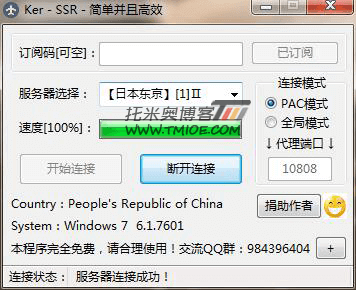 Ker - SSR - 简单并且高效
订阅码[可空]：
已订阅
服务器选择：
【日本东京】[1]II
连接模式
PAC模式
全局模式
速度[100%]：
托米奥博客
WWW.TMIOE.COM
↓代理端口↓
开始连接
断开连接
10808
Country : People's Republic of China
捐助作者
System : Windows 7 6.1.7601
本程序完全免费，请合理使用！交流QQ群：984396404
+
连接状态： 服务器连接成功！